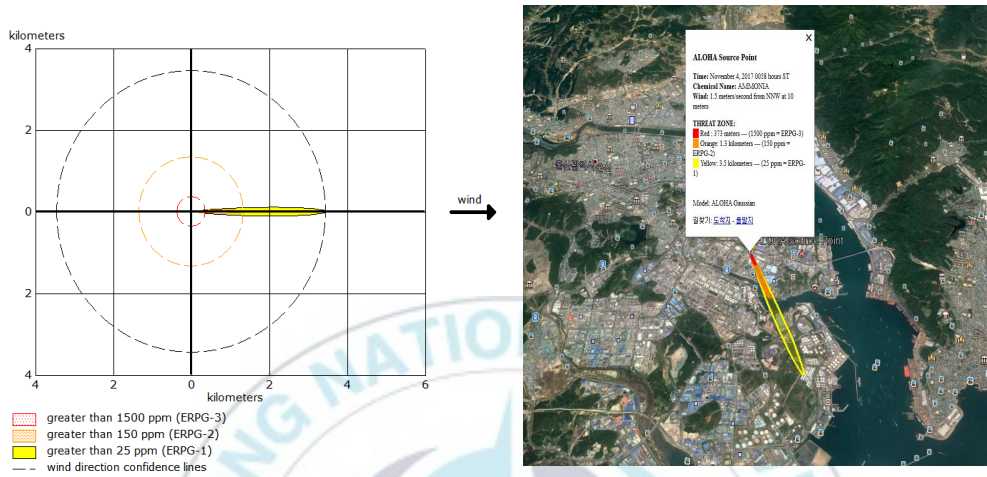 kilometers
4
2
0
2
4
4
2
0
2
4
6
kilometers
wind
greater than 1500 ppm (ERPG-3)
greater than 150 ppm (ERPG-2)
greater than 25 ppm (ERPG-1)
wind direction confidence lines
NG NATIO
X
ALOHA Source Point
Time: November 4, 2017 0058 hours ST
Chemical Name: AMMONIA
Wind: 1.5 meters/second from NNW at 10
meters
THREAT ZONE:
Red : 373 meters --- (1500 ppm = ERPG-3)
Orange: 1.3 kilometers --- (150 ppm =
ERPG-2)
Yellow: 3.5 kilometers --- (25 ppm = ERPG-
1)
Model: ALOHA Gaussian
길찾기: 도착지 - 출발지
Source Point